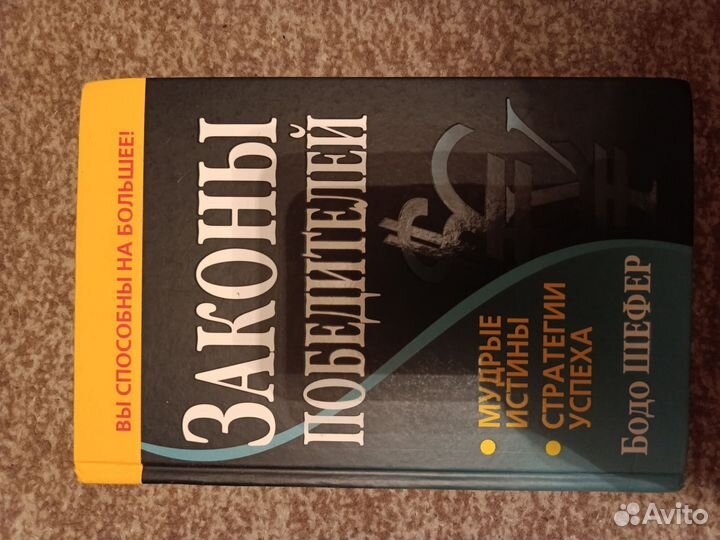 ВЫ СПОСОБНЫ НА БОЛЬШЕЕ!
ЗАКОНЫ
ПОБЕДИТЕЛЕЙ
• МУДРЫЕ
ИСТИНЫ
• СТРАТЕГИИ
УСПЕХА
БОДО ШЕФЕР
Avito